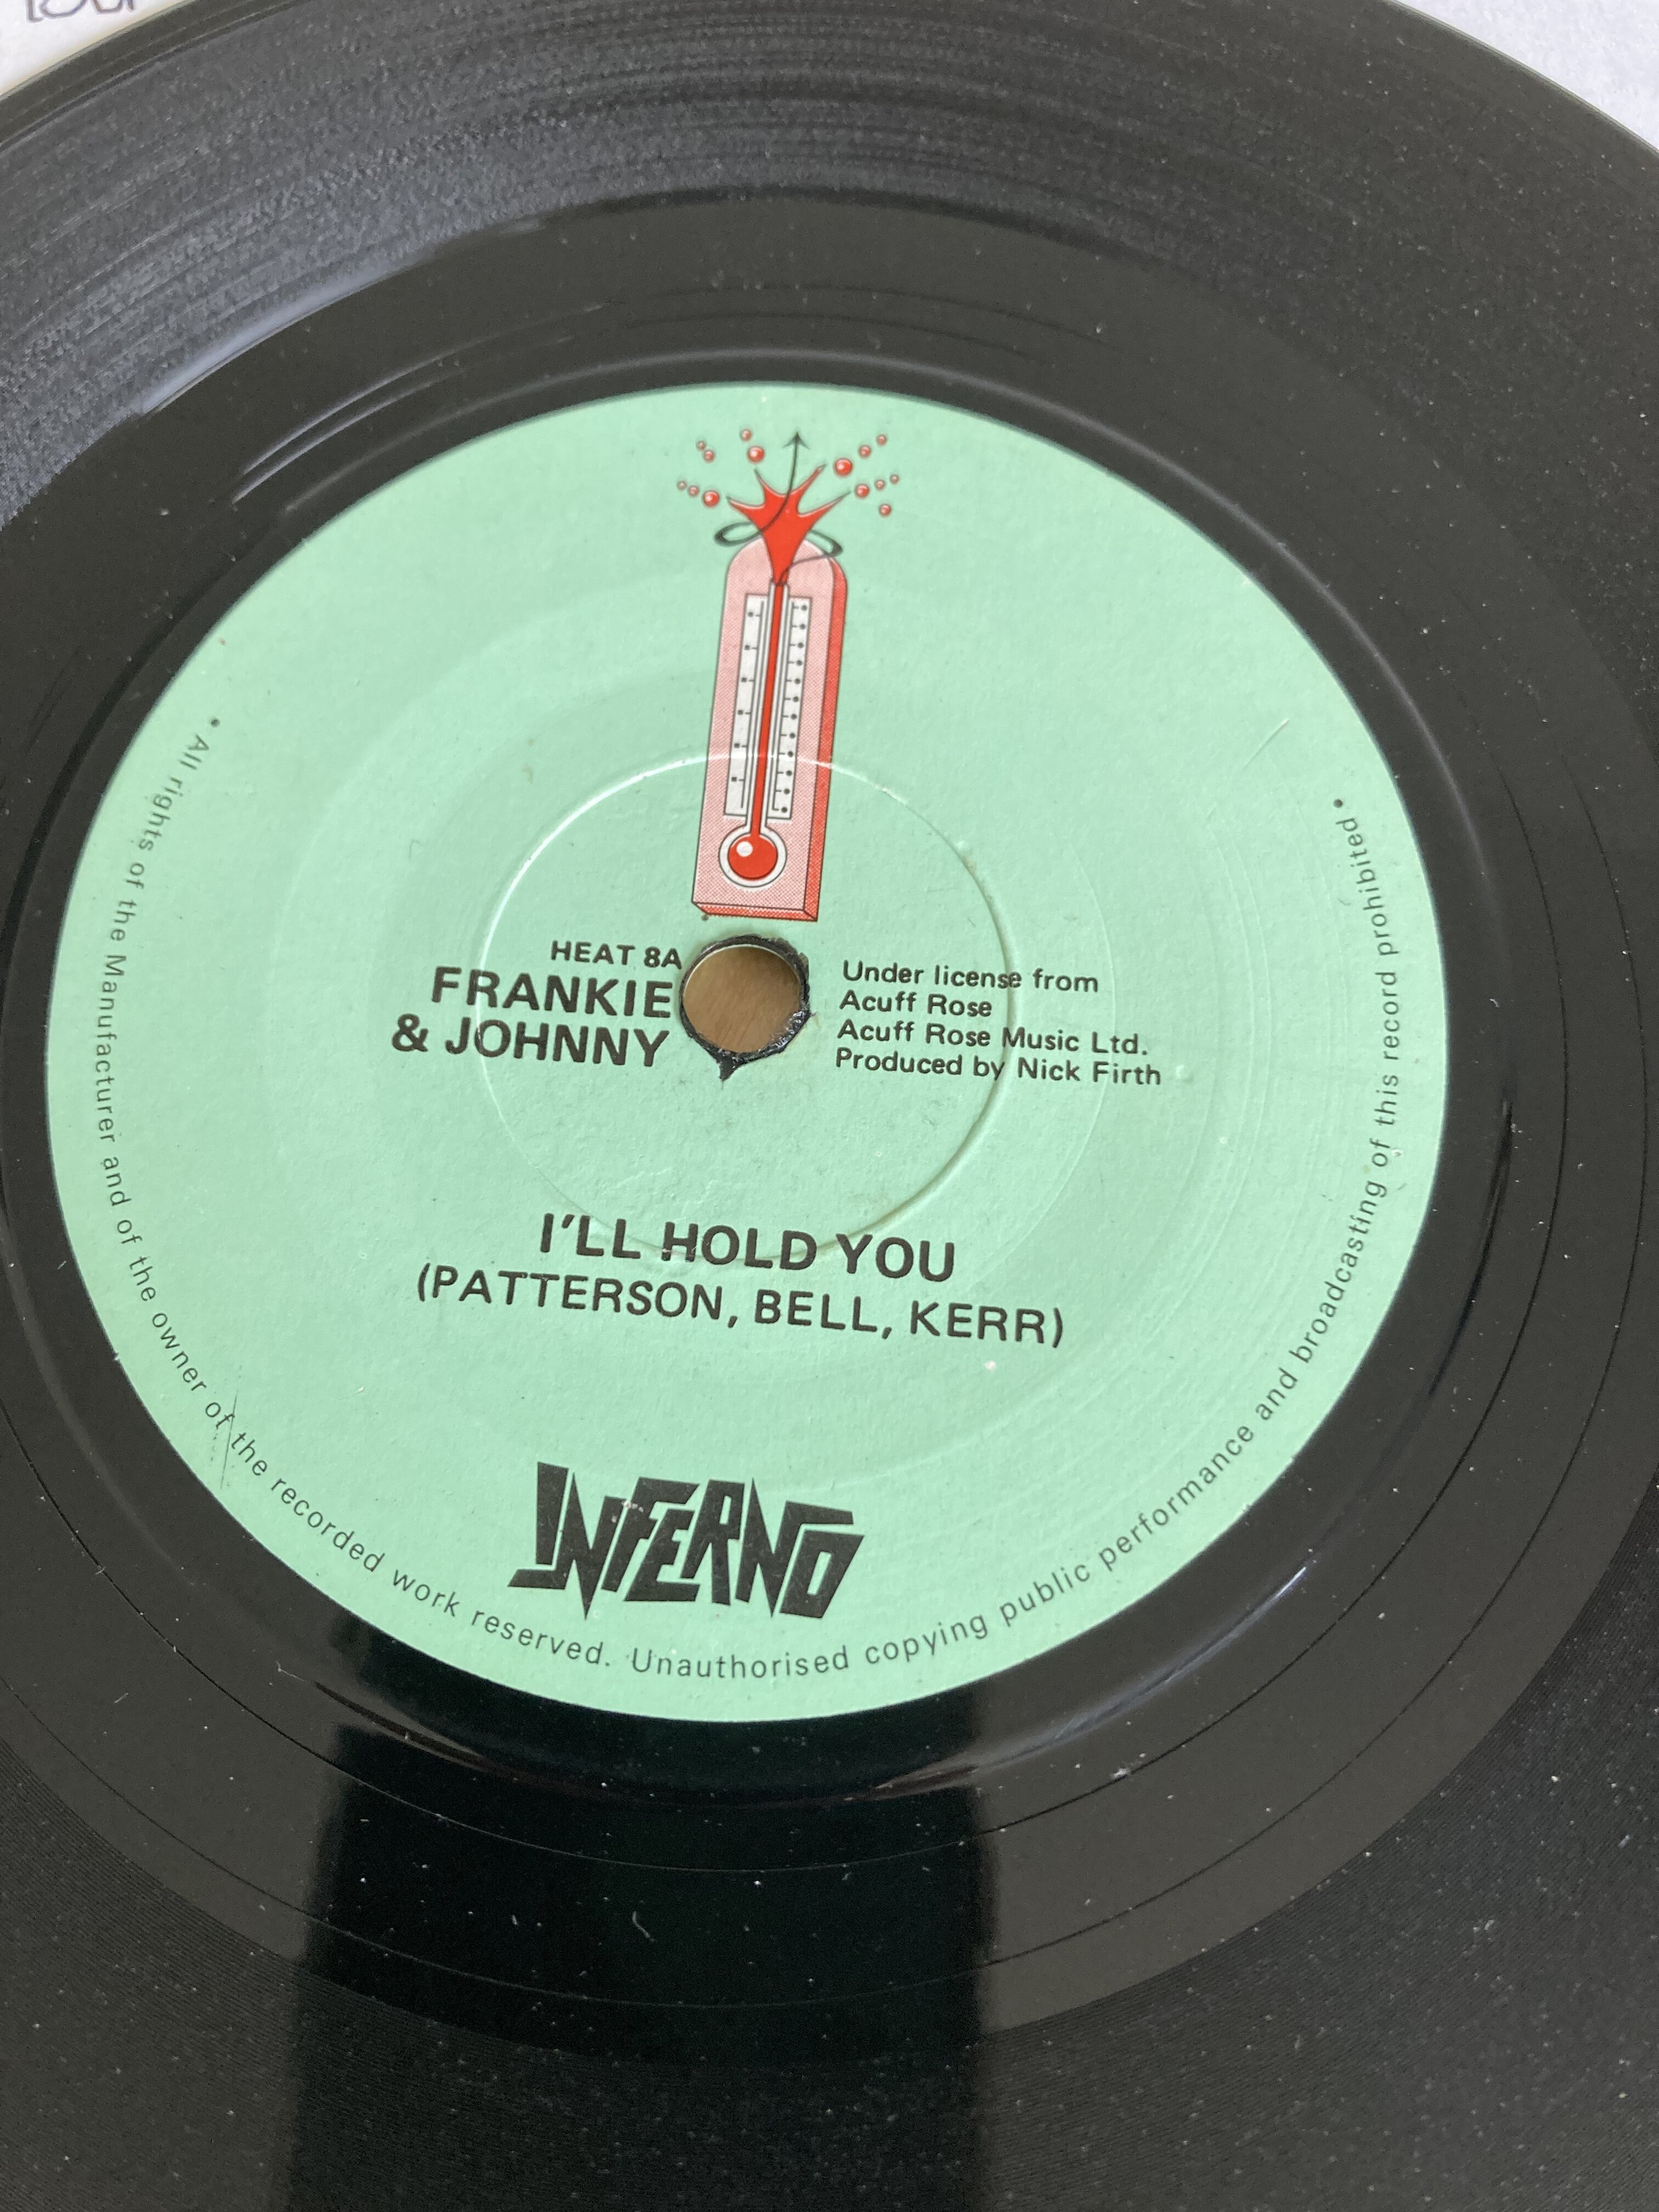 HEAT 8A
FRANKIE
& JOHNNY
Under license from
Acuff Rose
Acuff Rose Music Ltd.
Produced by Nick Firth
I'LL HOLD YOU
(PATTERSON, BELL, KERR)
INFERNO
• All rights of the Manufacturer and of the owner of the recorded work reserved. Unauthorised copying public performance and broadcasting of this record prohibited •